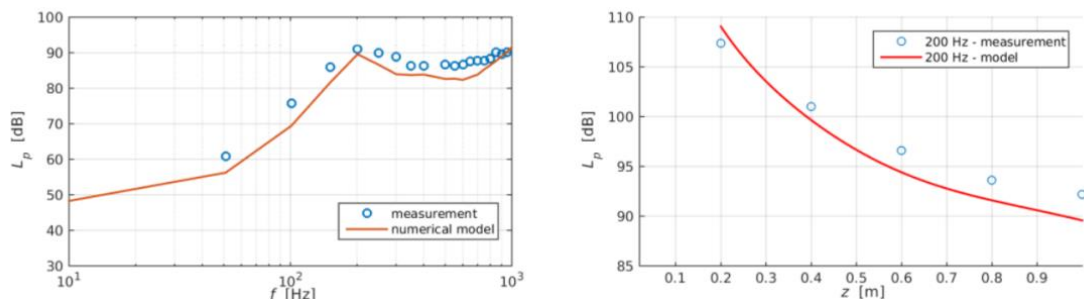 100
90
80
70
60
50
40
30
L_p [dB]
measurement
numerical model
10^1
10^2
10^3
f [Hz]
110
105
100
95
90
85
L_p [dB]
200 Hz - measurement
200 Hz - model
0.1 0.2 0.3 0.4 0.5 0.6 0.7 0.8 0.9
z [m]